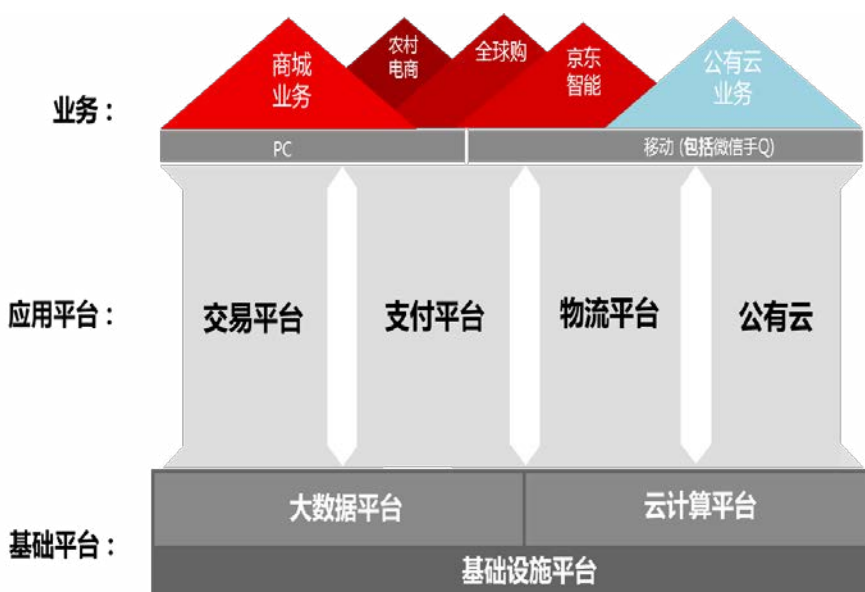 农村
电商
全球购
商城
业务
京东
智能
公有云
业务
业务：
PC
移动 (包括微信手Q)
应用平台：
交易平台
支付平台
物流平台
公有云
大数据平台
云计算平台
基础平台：
基础设施平台